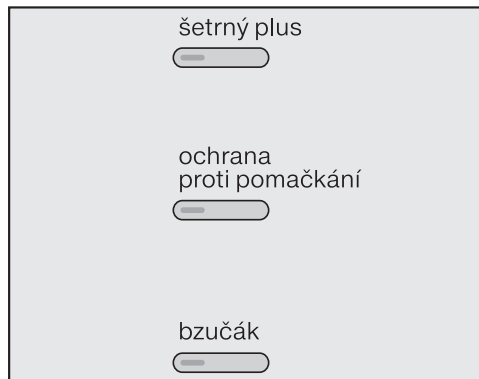 šetrný plus
ochrana
proti pomačkání
bzučák